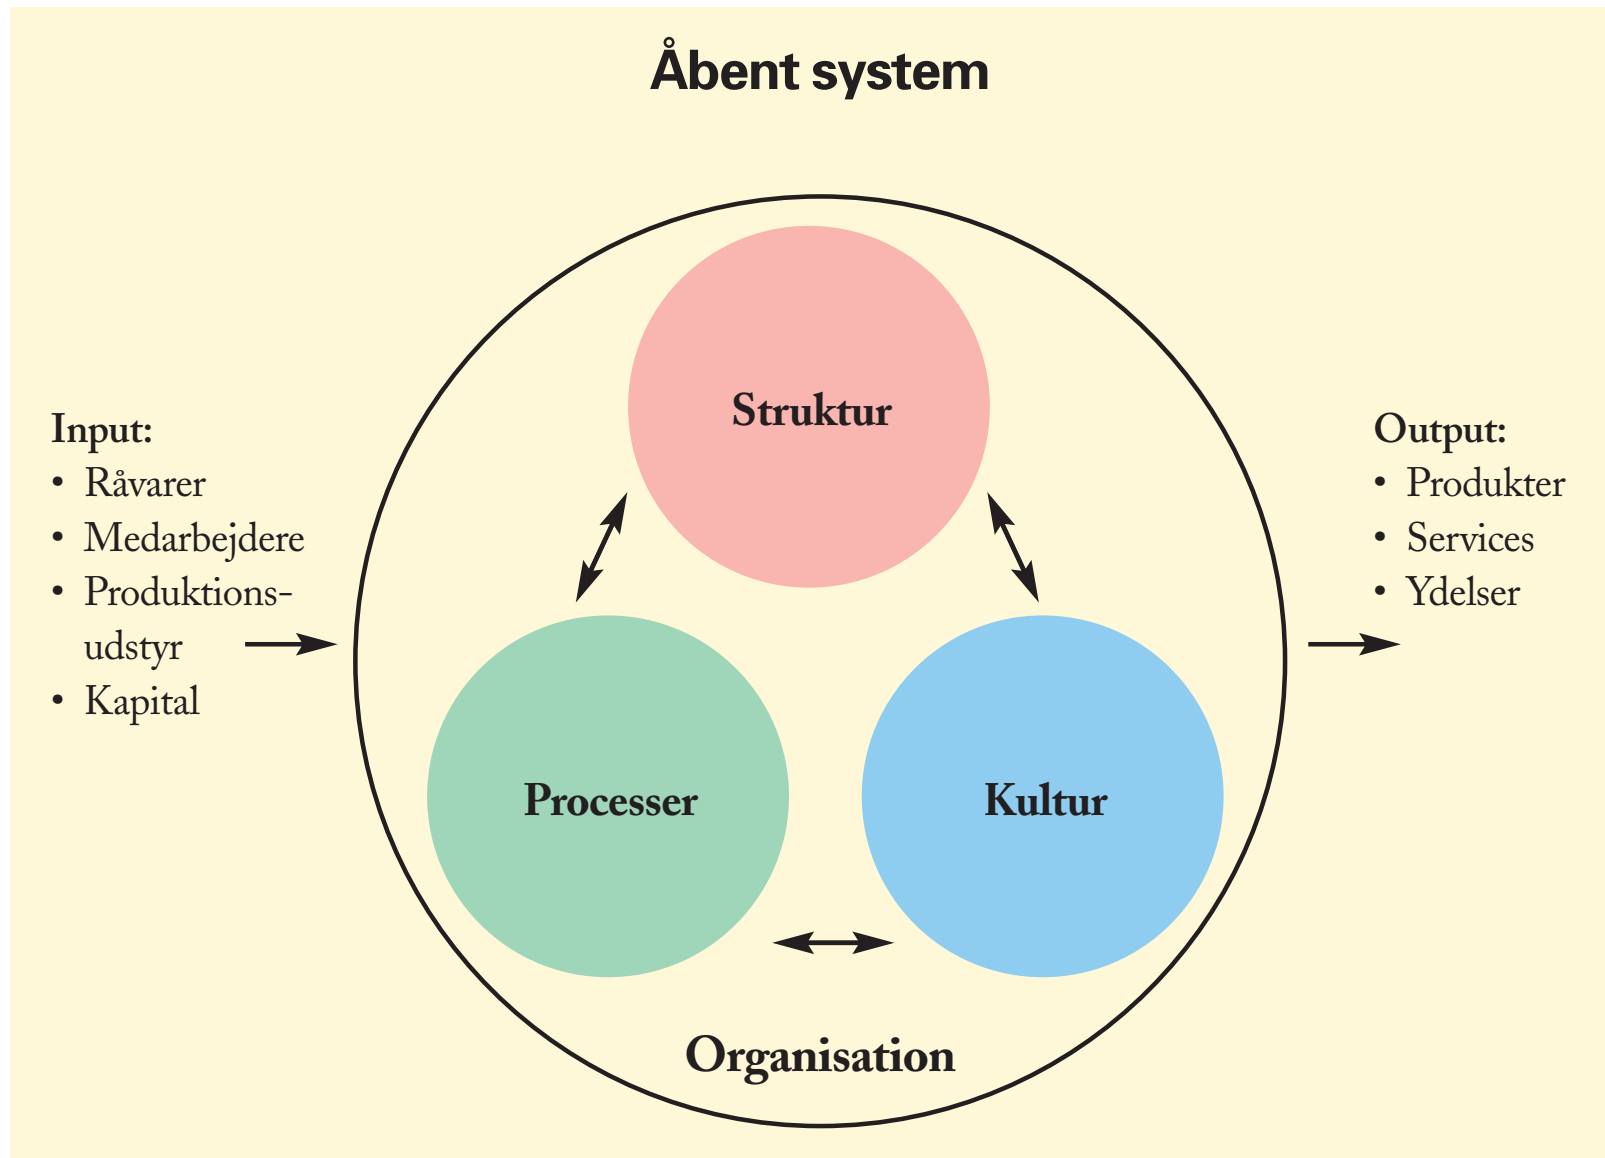 Åbent system
Input:
• Råvarer
• Medarbejdere
• Produktions-
udstyr
• Kapital
Struktur
Processer
Kultur
Organisation
Output:
• Produkter
• Services
• Ydelser